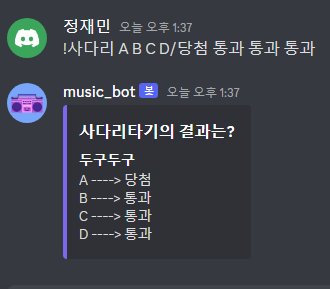 정재민 오늘 오후 1:37
!사다리 A B C D/당첨 통과 통과 통과
music_bot 봇 오늘 오후 1:37
사다리타기의 결과는?
두구두구
A ----> 당첨
B ----> 통과
C ----> 통과
D ----> 통과